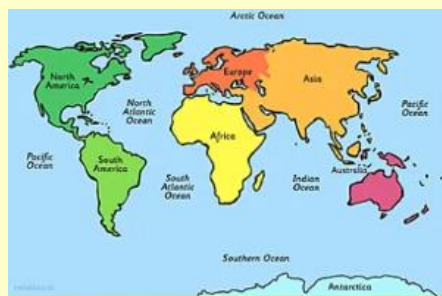 Arctic Ocean
North
America
Europe
Asia
North
Atlantic
Ocean
Pacific
Ocean
Africa
Pacific
Ocean
South
America
South
Atlantic
Ocean
Indian
Ocean
Australia
Southern Ocean
Antarctica